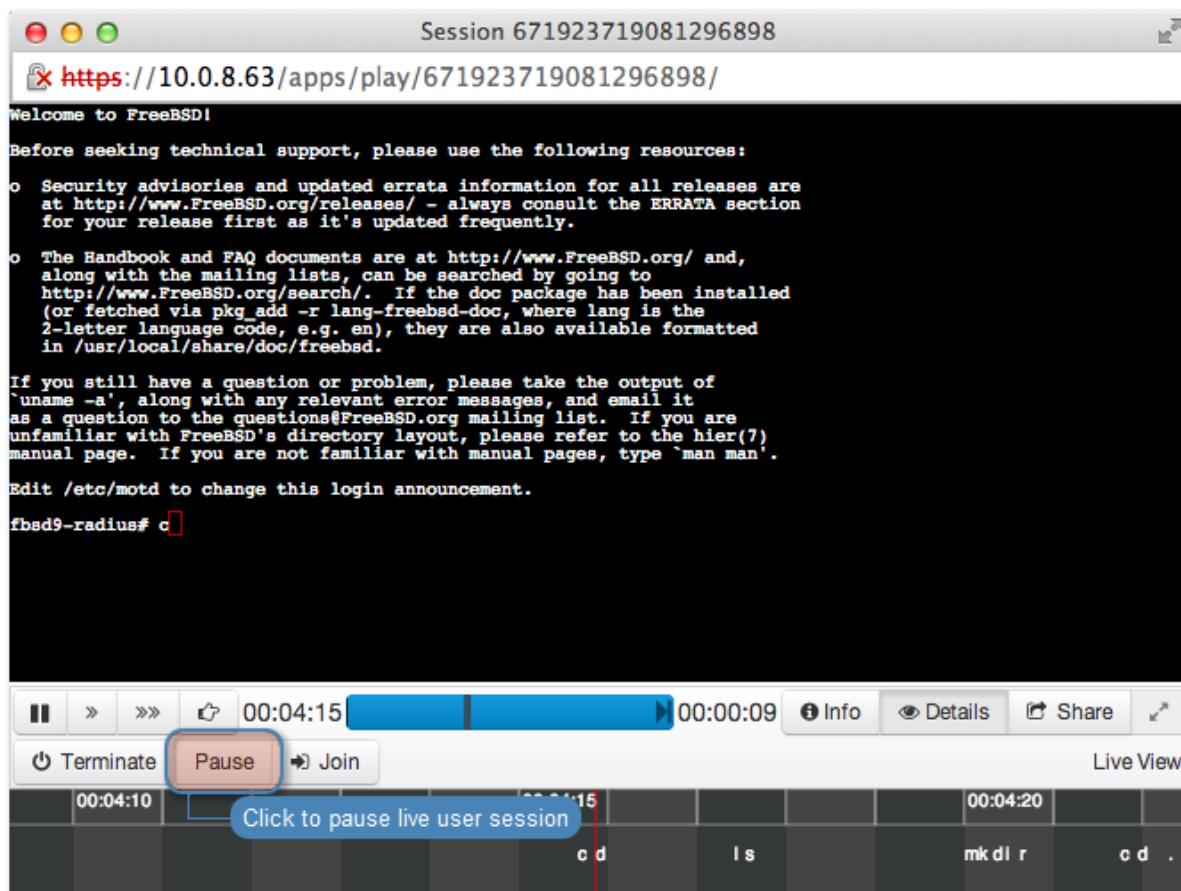 Session 671923719081296898
https://10.0.8.63/apps/play/671923719081296898/
Welcome to FreeBSD!
Before seeking technical support, please use the following resources:
o  Security advisories and updated errata information for all releases are
at http://www.FreeBSD.org/releases/ - always consult the ERRATA section
for your release first as it's updated frequently.
o  The Handbook and FAQ documents are at http://www.FreeBSD.org/ and,
along with the mailing lists, can be searched by going to
http://www.FreeBSD.org/search/.  If the doc package has been installed
(or fetched via pkg_add -r lang-freebsd-doc, where lang is the
2-letter language code, e.g. en), they are also available formatted
in /usr/local/share/doc/freebsd.
If you still have a question or problem, please take the output of
`uname -a', along with any relevant error messages, and email it
as a question to the questions@FreeBSD.org mailing list.  If you are
unfamiliar with FreeBSD's directory layout, please refer to the hier(7)
manual page.  If you are not familiar with manual pages, type `man man'.
Edit /etc/motd to change this login announcement.
fbsd9-radius# c
» »» 00:04:15 00:00:09 Info Details Share
Terminate Pause Join Live View
00:04:10 15 00:04:20
Click to pause live user session
cd ls mkdir cd .